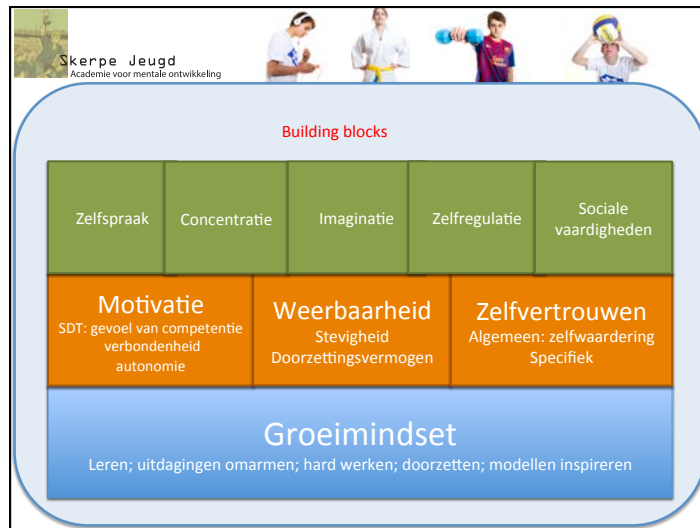 Skerpe Jeugd
Academie voor mentale ontwikkeling
Building blocks
Zelfspraak
Concentratie
Imaginatie
Zelfregulatie
Sociale
vaardigheden
Motivatie
SDT: gevoel van competentie
verbondenheid
autonomie
Weerbaarheid
Stevigheid
Doorzettingsvermogen
Zelfvertrouwen
Algemeen: zelfwaardering
Specifiek
Groeimindset
Leren; uitdagingen omarmen; hard werken; doorzetten; modellen inspireren